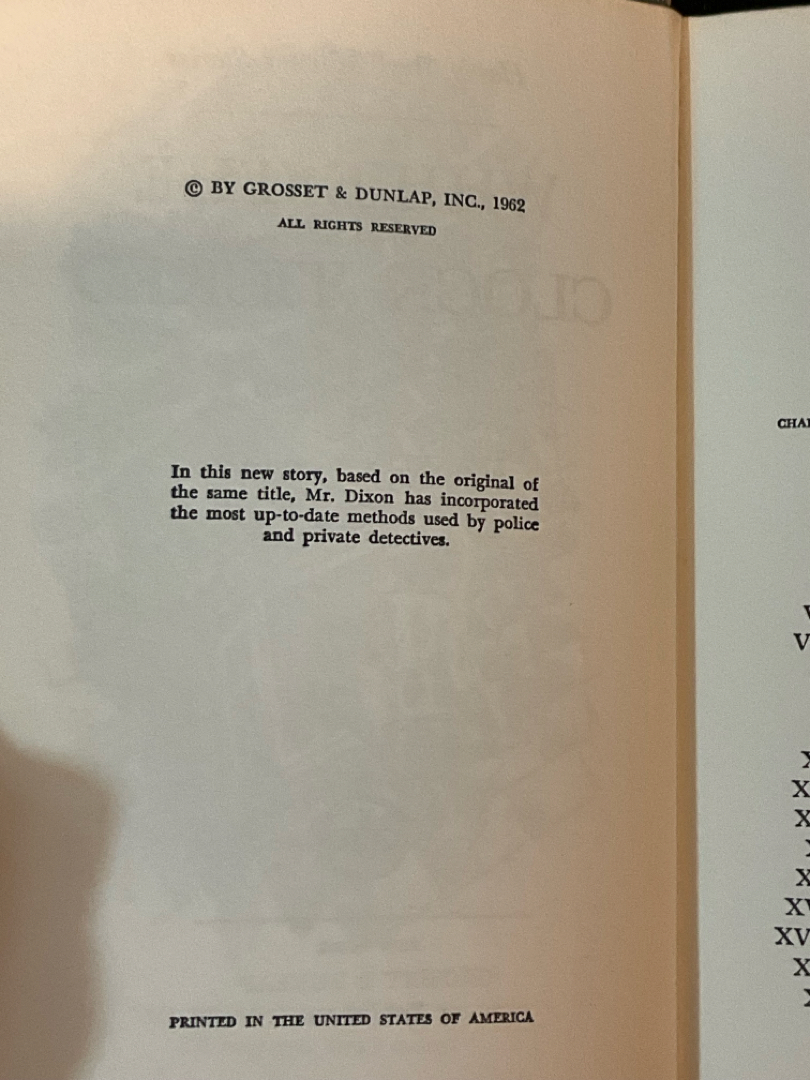 © BY GROSSET & DUNLAP, INC., 1962
ALL RIGHTS RESERVED
In this new story, based on the original of
the same title, Mr. Dixon has incorporated
the most up-to-date methods used by police
and private detectives.
PRINTED IN THE UNITED STATES OF AMERICA